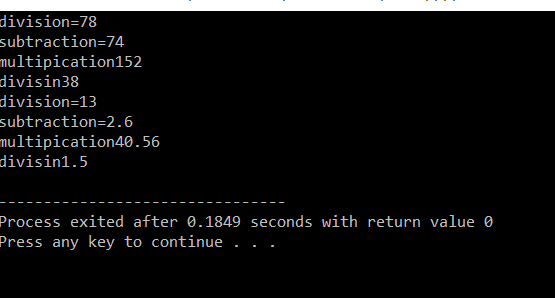 division=78
subtraction=74
multipication152
divisin38
division=13
subtraction=2.6
multipication40.56
divisin1.5
--------------------------------
Process exited after 0.1849 seconds with return value 0
Press any key to continue . . .